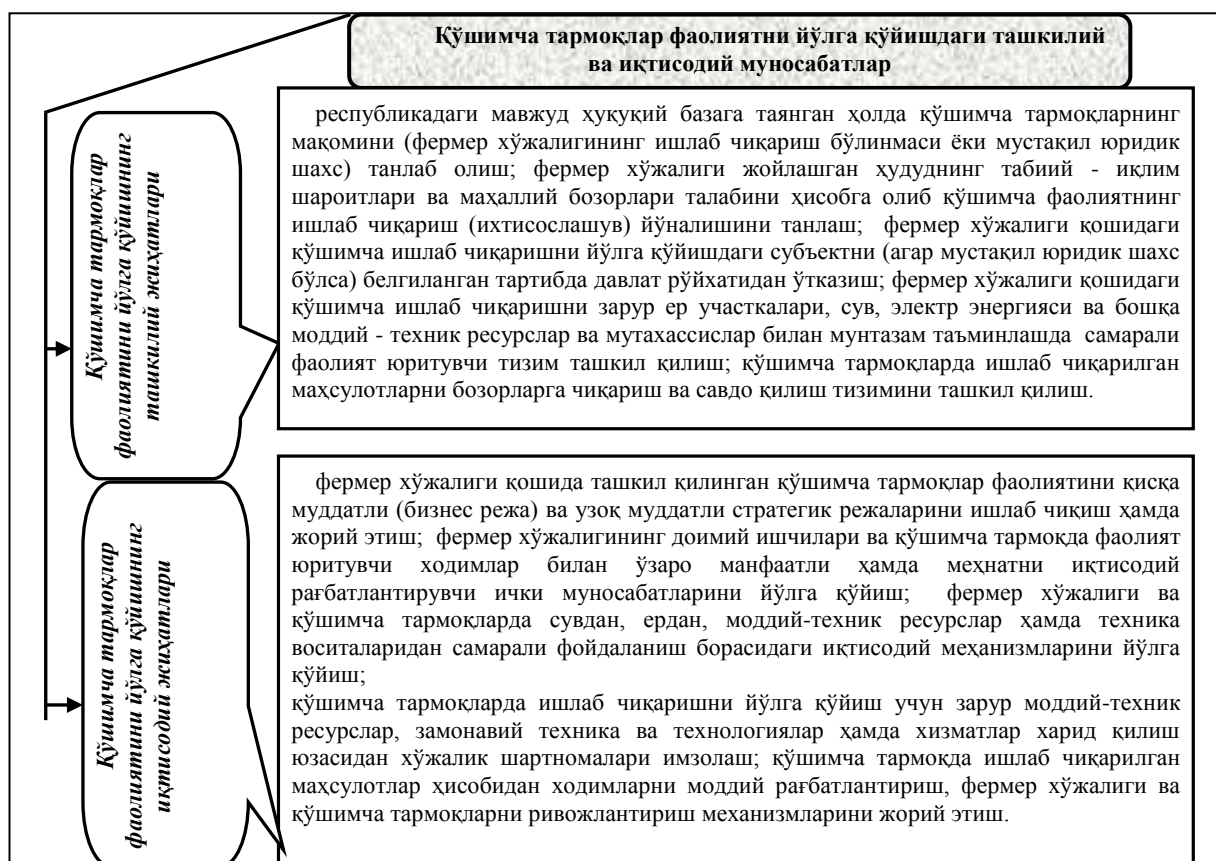 Қўшимча тармоқлар фаолиятни йўлга қўйишдаги ташкилий
ва иқтисодий муносабатлар
Қўшимча тармоқлар
фаолиятини йўлга қўйишнинг
ташкилий жиҳатлари
республикадаги мавжуд ҳуқуқий базага таянган ҳолда қўшимча тармоқларнинг
мақомини (фермер хўжалигининг ишлаб чиқариш бўлинмаси ёки мустақил юридик
шахс) танлаб олиш; фермер хўжалиги жойлашган ҳудуднинг табиий - иқлим
шароитлари ва маҳаллий бозорлари талабини ҳисобга олиб қўшимча фаолиятнинг
ишлаб чиқариш (ихтисослашув) йўналишини танлаш; фермер хўжалиги қошидаги
қўшимча ишлаб чиқаришни йўлга қўйишдаги субъектни (агар мустақил юридик шахс
бўлса) белгиланган тартибда давлат рўйхатидан ўтказиш; фермер хўжалиги қошидаги
қўшимча ишлаб чиқаришни зарур ер участкалари, сув, электр энергияси ва бошқа
моддий - техник ресурслар ва мутахассислар билан мунтазам таъминлашда самарали
фаолият юритувчи тизим ташкил қилиш; қўшимча тармоқларда ишлаб чиқарилган
маҳсулотларни бозорларга чиқариш ва савдо қилиш тизимини ташкил қилиш.
Қўшимча тармоқлар
фаолиятини йўлга қўйишнинг
иқтисодий жиҳатлари
фермер хўжалиги қошида ташкил қилинган қўшимча тармоқлар фаолиятини қисқа
муддатли (бизнес режа) ва узоқ муддатли стратегик режаларини ишлаб чиқиш ҳамда
жорий этиш; фермер хўжалигининг доимий ишчилари ва қўшимча тармоқда фаолият
юритувчи ходимлар билан ўзаро манфаатли ҳамда меҳнатни иқтисодий
рағбатлантирувчи ички муносабатларини йўлга қўйиш; фермер хўжалиги ва
қўшимча тармоқларда сувдан, ердан, моддий-техник ресурслар ҳамда техника
воситаларидан самарали фойдаланиш борасидаги иқтисодий механизмларини йўлга
қўйиш;
қўшимча тармоқларда ишлаб чиқаришни йўлга қўйиш учун зарур моддий-техник
ресурслар, замонавий техника ва технологиялар ҳамда хизматлар харид қилиш
юзасидан хўжалик шартномалари имзолаш; қўшимча тармоқда ишлаб чиқарилган
маҳсулотлар ҳисобидан ходимларни моддий рағбатлантириш, фермер хўжалиги ва
қўшимча тармоқларни ривожлантириш механизмларини жорий этиш.